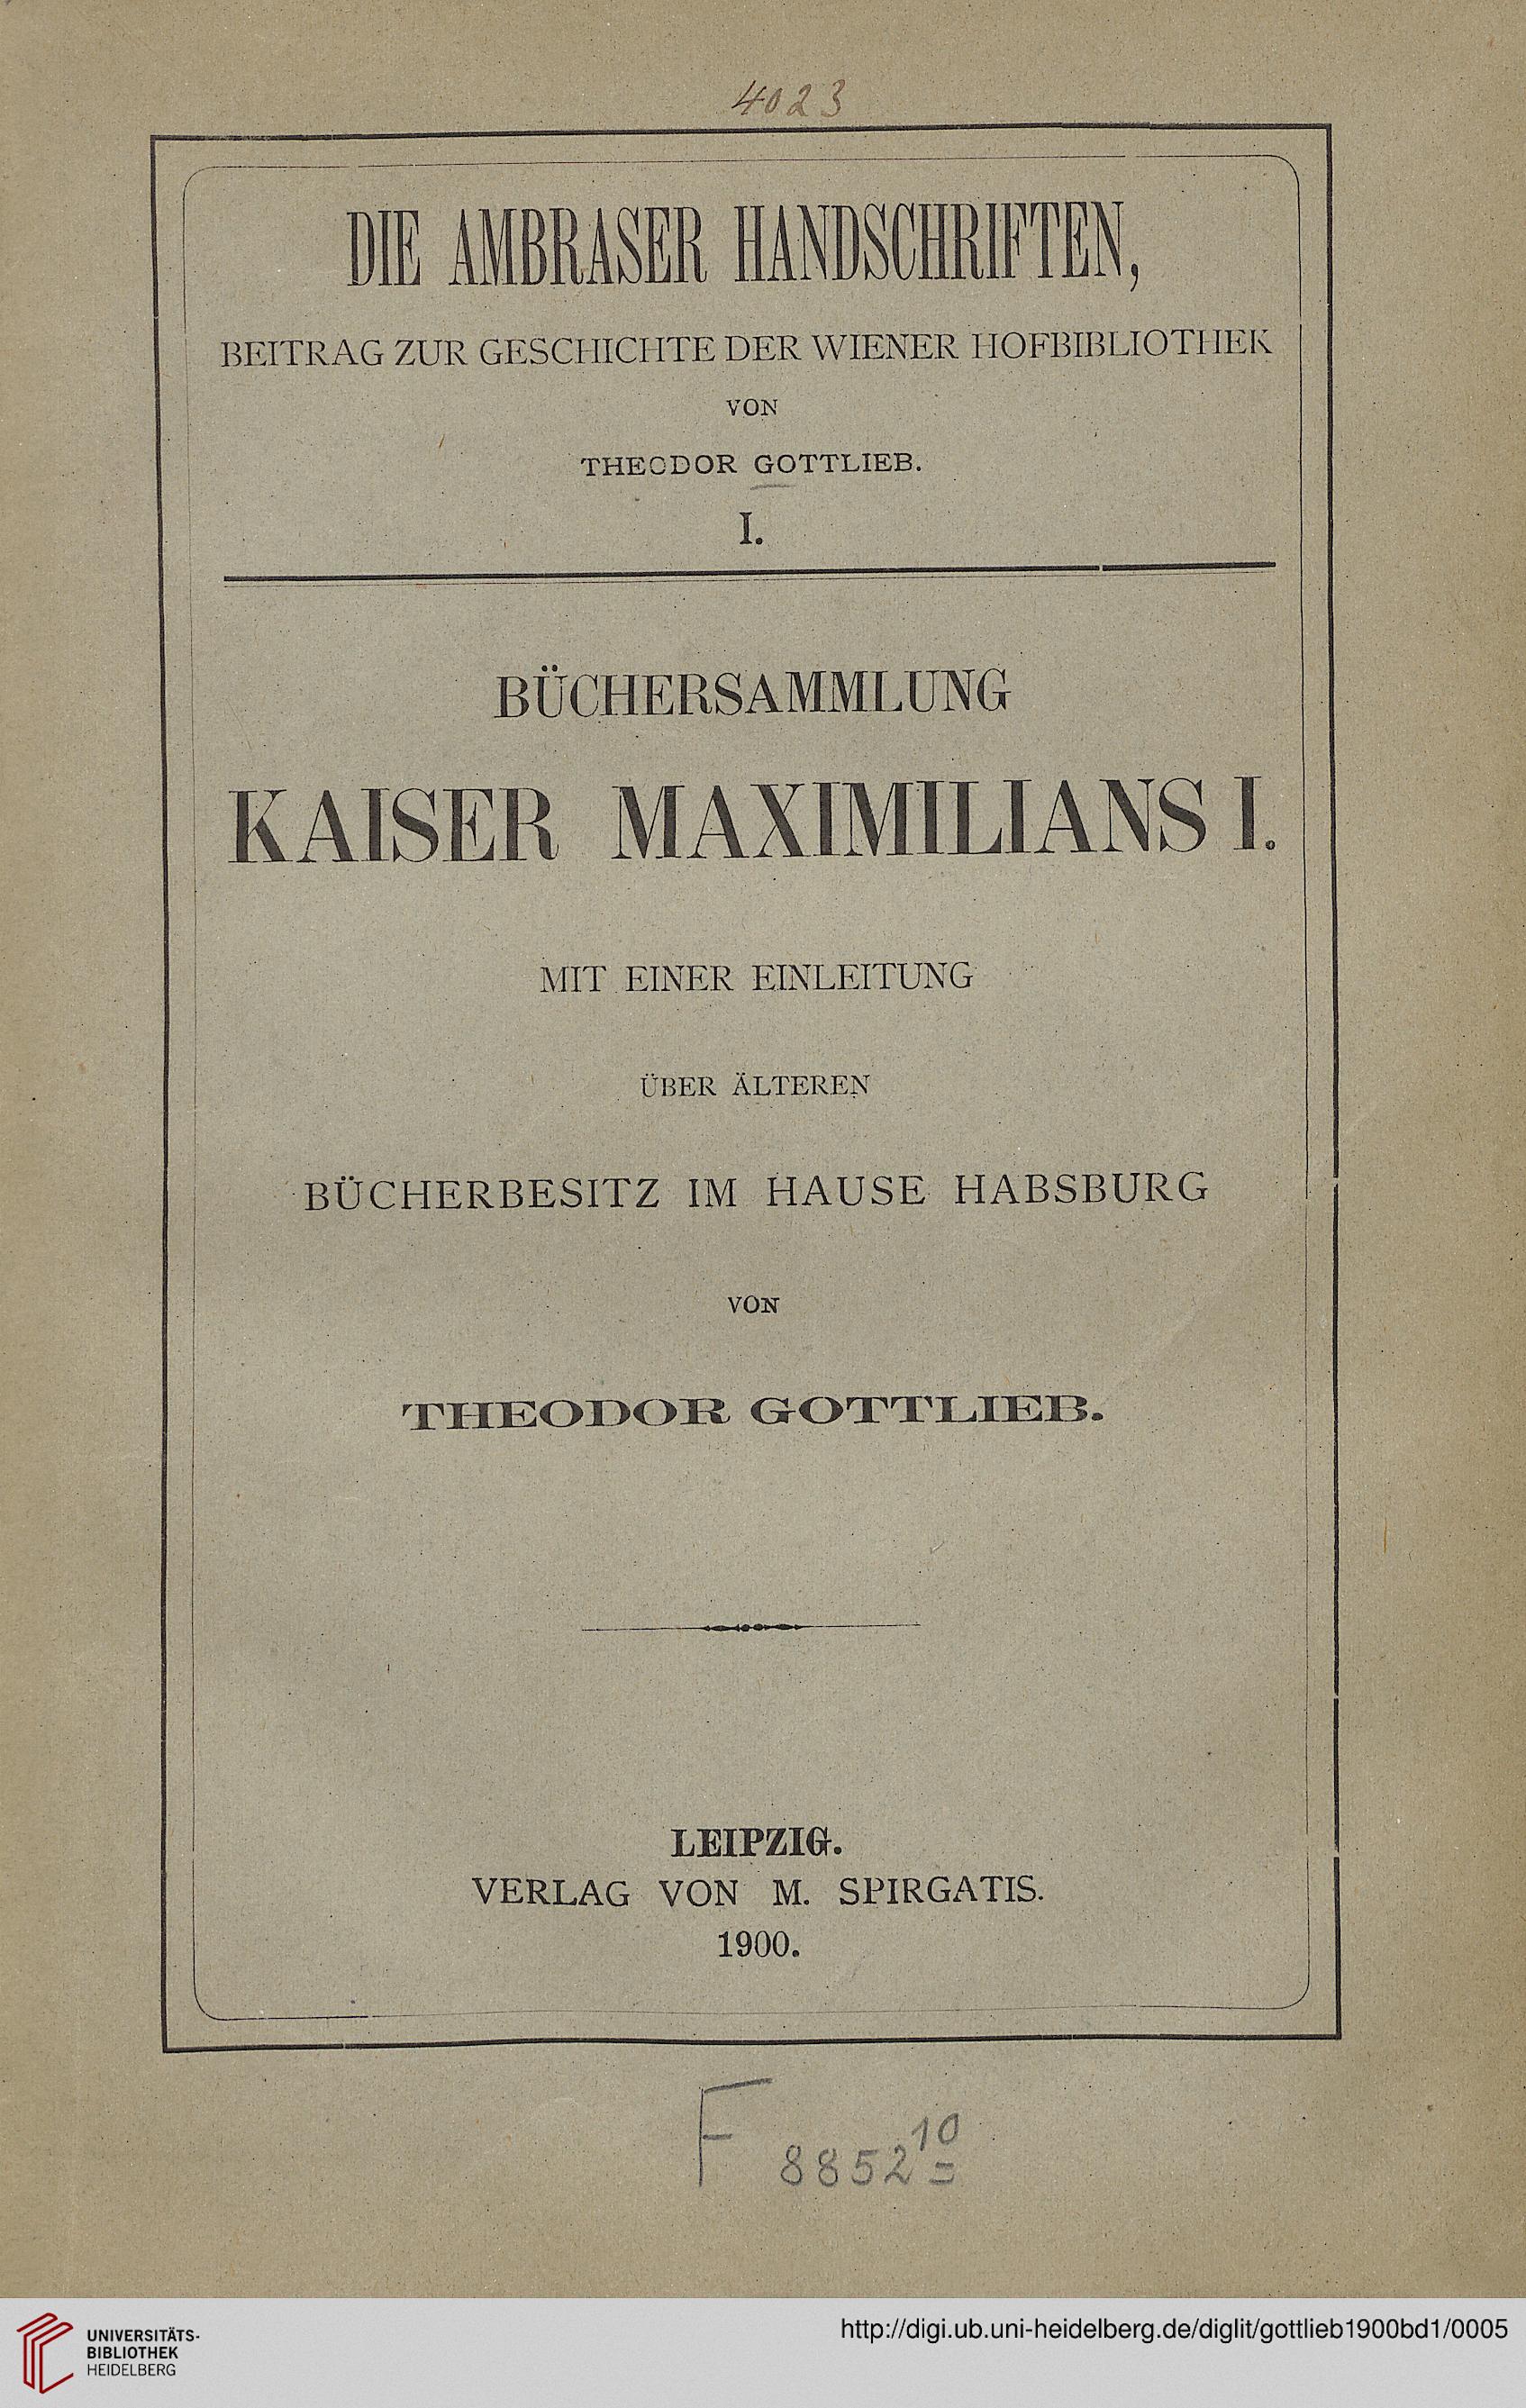 4023
DIE AMBRASER HANDSCHRIFTEN,
BEITRAG ZUR GESCHICHTE DER WIENER HOFBIBLIOTHEK
VON
THEODOR GOTTLIEB.
I.
BÜCHERSAMMLUNG
KAISER MAXIMILIANS I.
MIT EINER EINLEITUNG
ÜBER ÄLTEREN
BÜCHERBESITZ IM HAUSE HABSBURG
VON
THEODOR GOTTLIEB.
LEIPZIG.
VERLAG VON M. SPIRGATIS.
1900.
F 8852 10
UNIVERSITÄTS-
BIBLIOTHEK
HEIDELBERG
http://digi.ub.uni-heidelberg.de/diglit/gottlieb1900bd1/0005